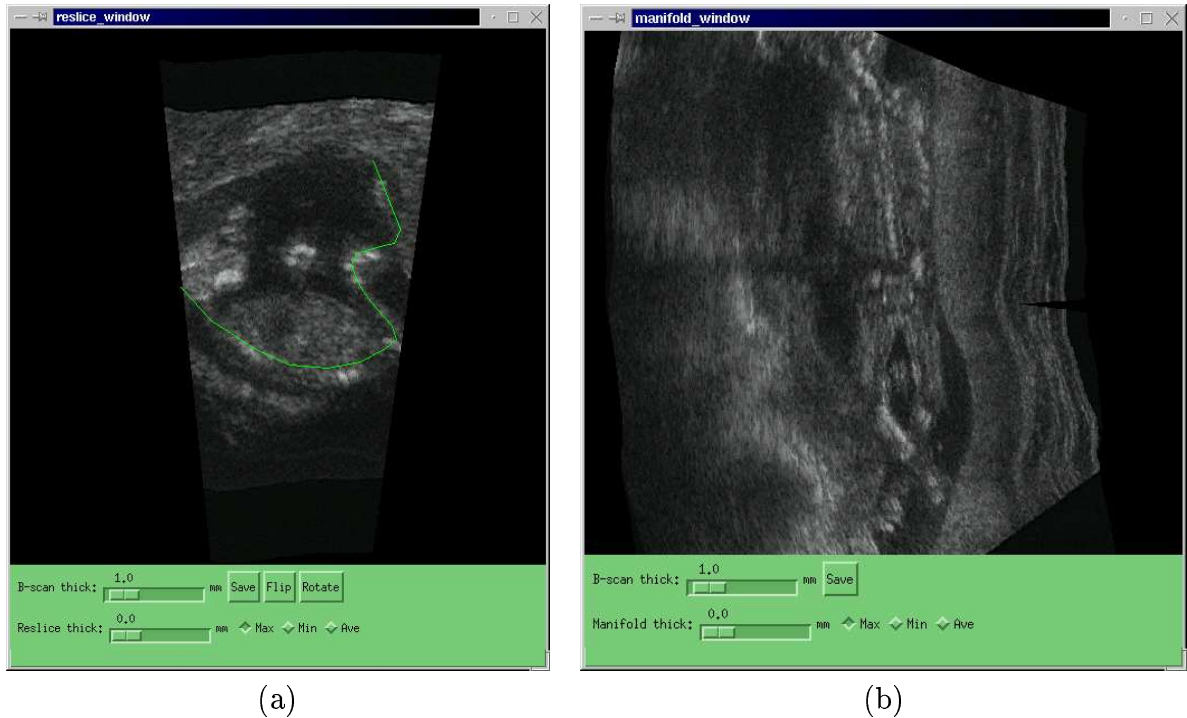 reslice_window
B-scan thick: 1.0 mm Save Flip Rotate
Reslice thick: 0.0 mm Max Min Ave
(a)
manifold_window
B-scan thick: 1.0 mm Save
Manifold thick: 0.0 mm Max Min Ave
(b)